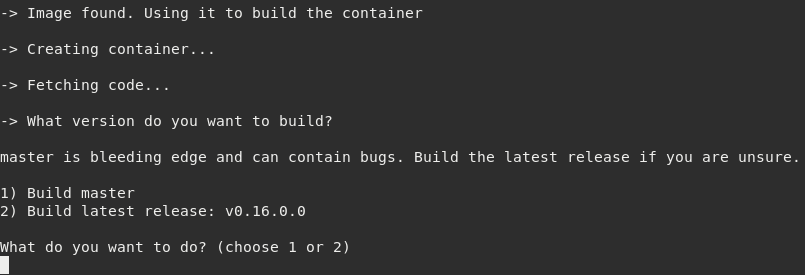 -> Image found. Using it to build the container
-> Creating container...
-> Fetching code...
-> What version do you want to build?
master is bleeding edge and can contain bugs. Build the latest release if you are unsure.
1) Build master
2) Build latest release: v0.16.0.0
What do you want to do? (choose 1 or 2)